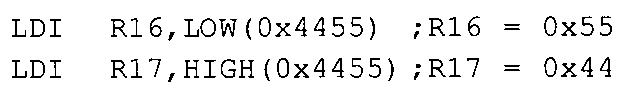 LDI R16,LOW(0x4455) ;R16 = 0x55
LDI R17,HIGH(0x4455) ;R17 = 0x44